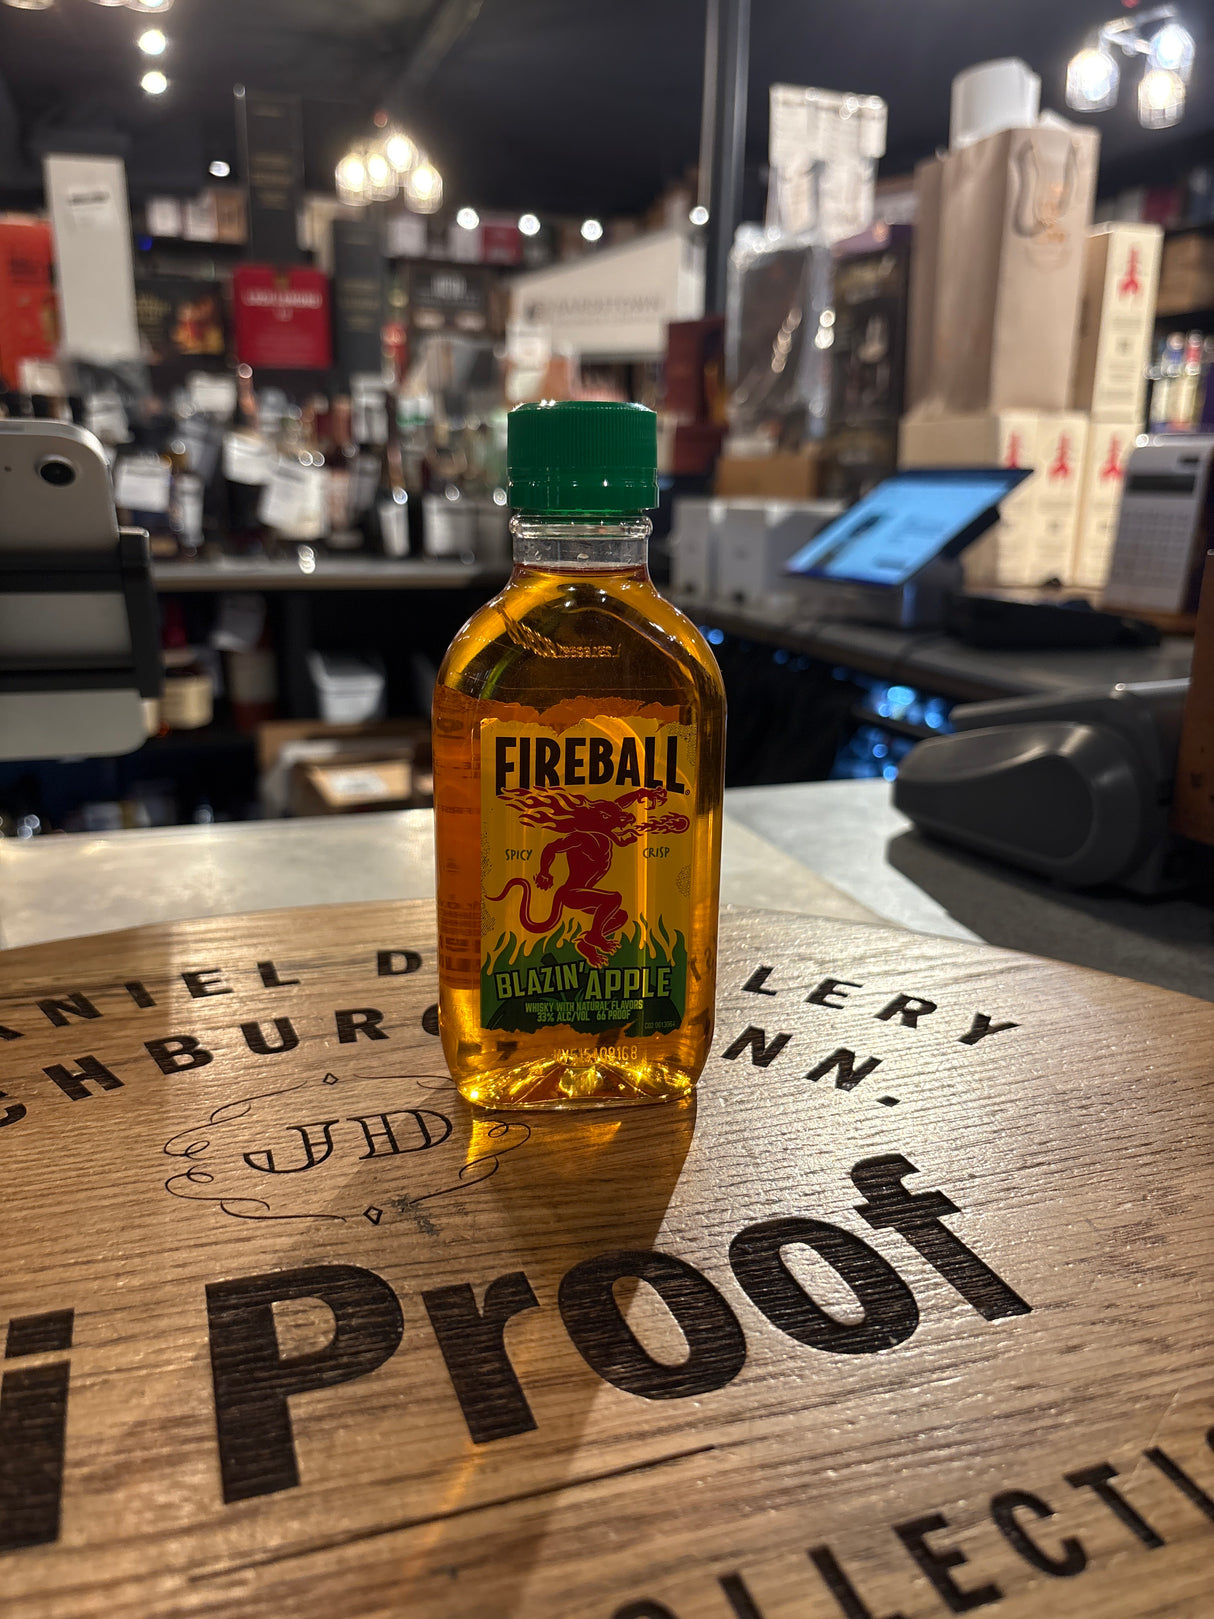 FIREBALL
SPICY CRISP
BLAZIN' APPLE
WHISKY WITH NATURAL FLAVORS
33% ALC/VOL 66 PROOF
ANIEL D LERY
CHBURG NN.
JD
i Proof
OLLECTI